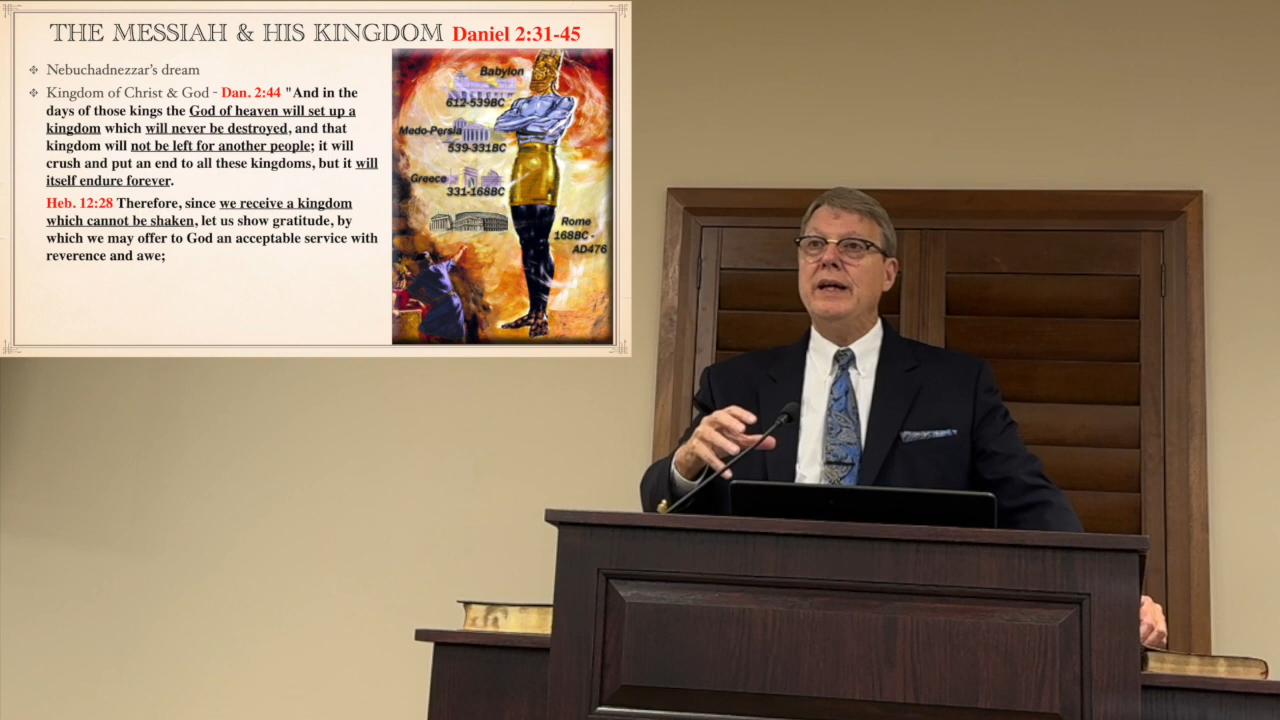 THE MESSIAH & HIS KINGDOM Daniel 2:31-45
Nebuchadnezzar's dream
Kingdom of Christ & God - Dan. 2:44 "And in the
days of those kings the God of heaven will set up a
kingdom which will never be destroyed, and that
kingdom will not be left for another people; it will
crush and put an end to all these kingdoms, but it will
itself endure forever.
Heb. 12:28 Therefore, since we receive a kingdom
which cannot be shaken, let us show gratitude, by
which we may offer to God an acceptable service with
reverence and awe;
Babylon
612-539BC
Medo-Persia
539-331BC
Greece
331-168BC
Rome
168BC -
AD476